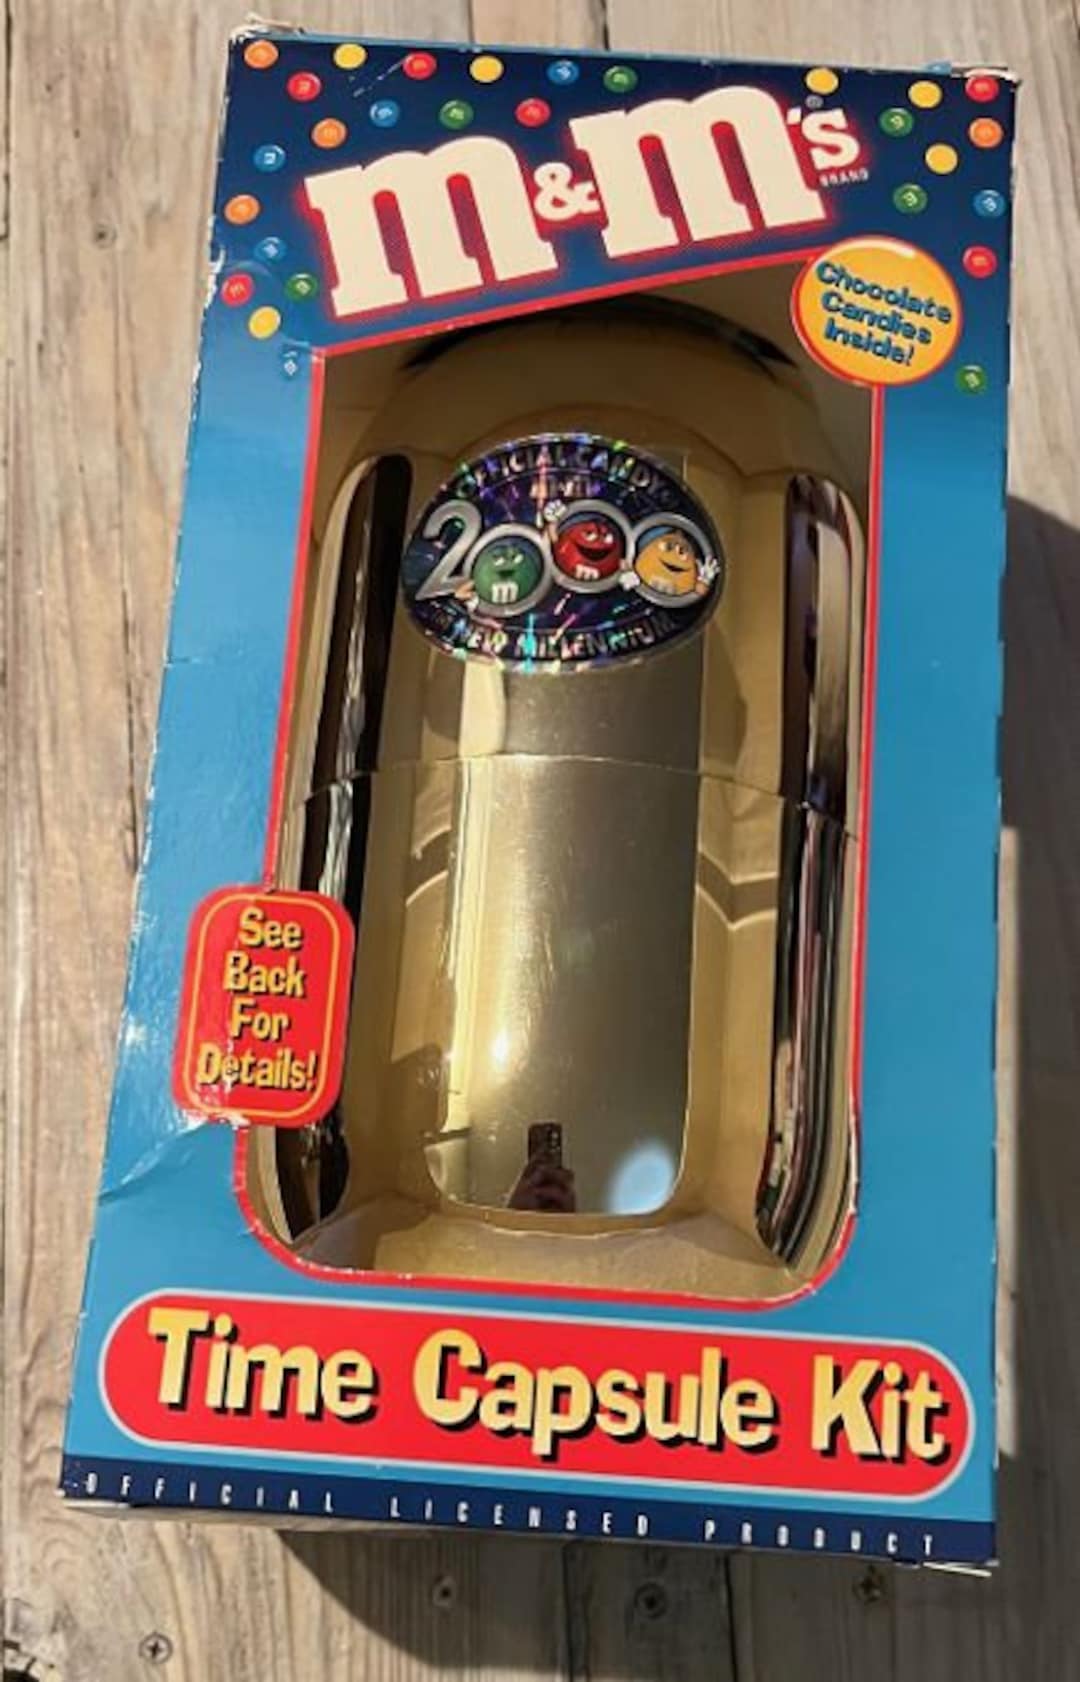 m&m's
BRAND
Chocolate
Candies
Inside!
OFFICIAL CANDY
2000
NEW MILLENNIUM
See
Back
For
Details!
Time Capsule Kit
OFFICIAL LICENSED PRODUCT